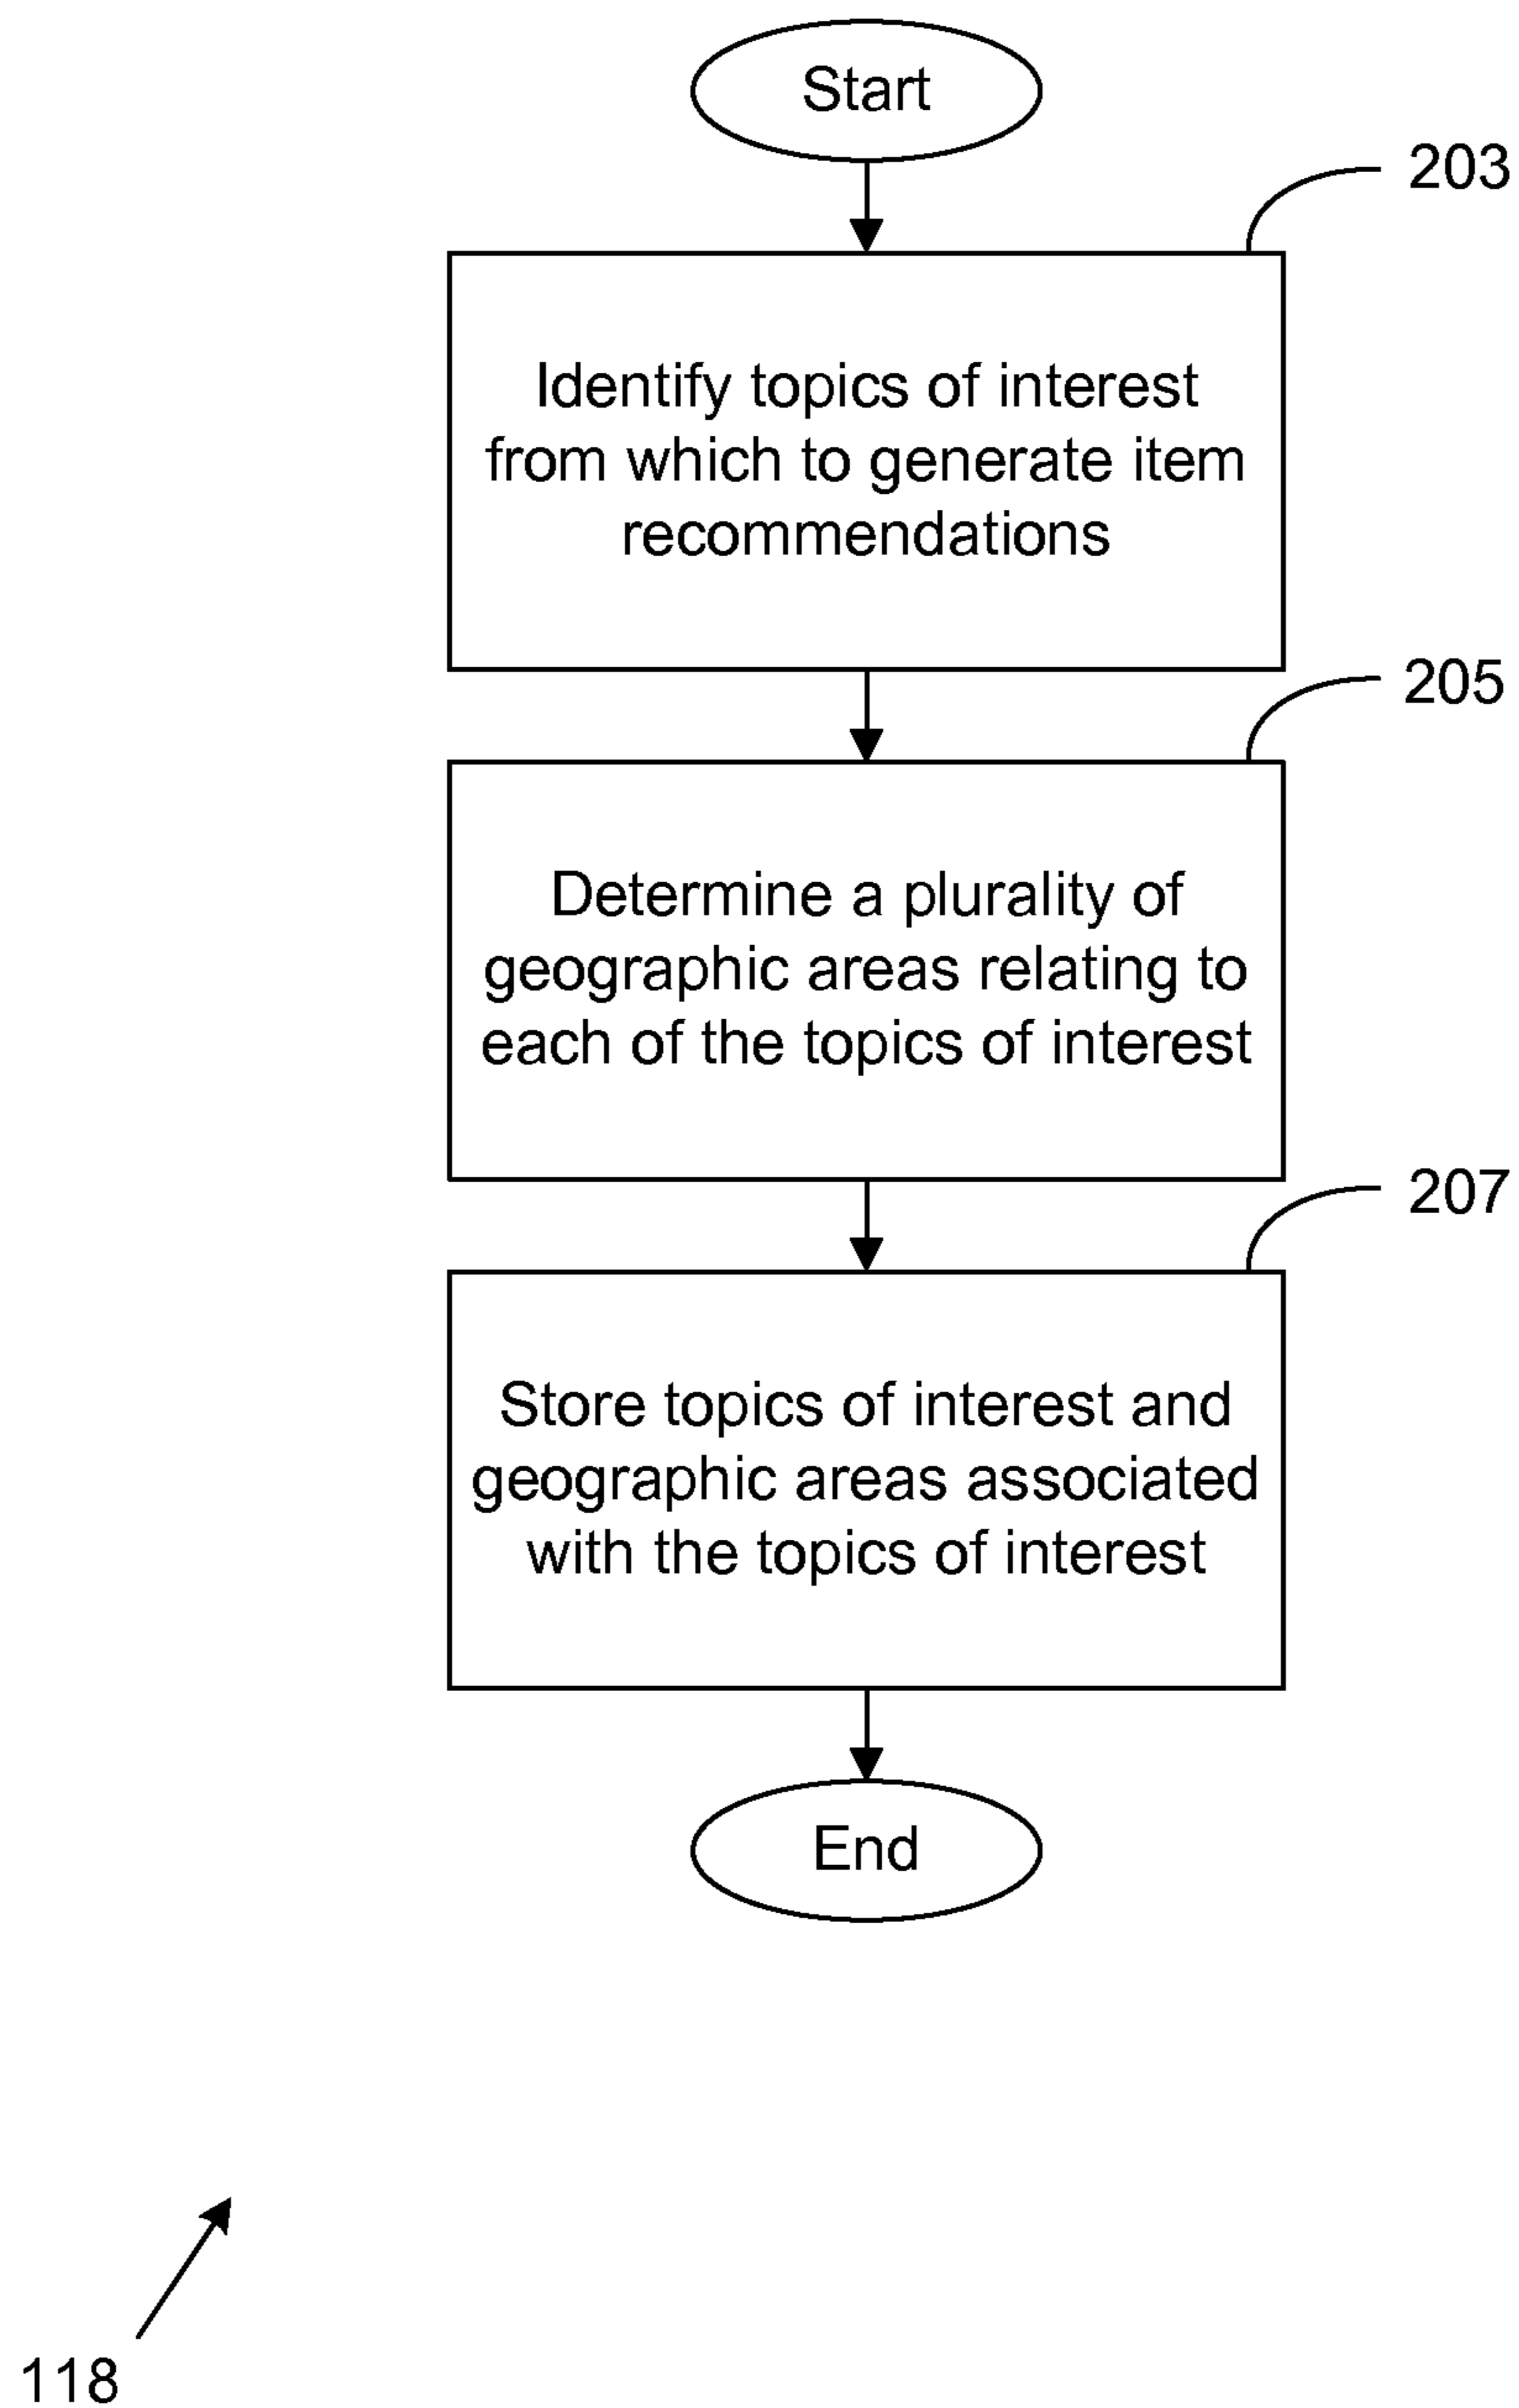 Start
203
Identify topics of interest
from which to generate item
recommendations
205
Determine a plurality of
geographic areas relating to
each of the topics of interest
207
Store topics of interest and
geographic areas associated
with the topics of interest
End
118